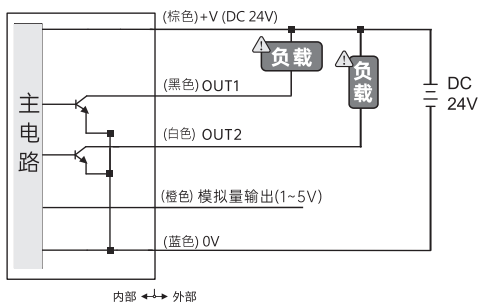 (棕色)+V (DC 24V)
负载
负载
(黑色) OUT1
DC
24V
主电路
(白色) OUT2
(橙色) 模拟量输出(1~5V)
(蓝色) 0V
内部 外部